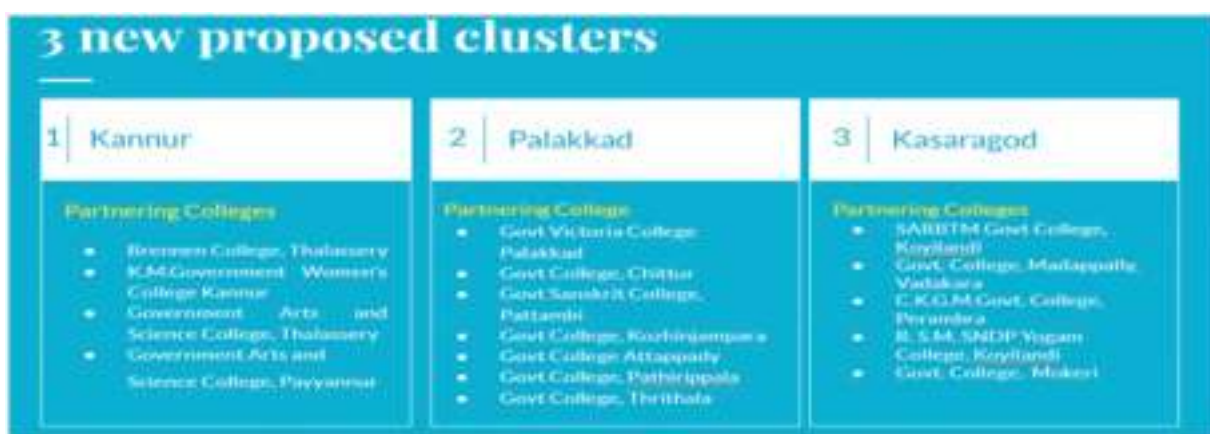 3 new proposed clusters
1 Kannur
Partnering Colleges
Brennen College, Thalassery
K.M.Government Women's
College Kannur
Government Arts and
Science College, Thalassery
Government Arts and
Science College, Payyannur
2 Palakkad
Partnering College
Govt Victoria College
Palakkad
Govt College, Chittur
Govt Sanskrit College,
Pattambi
Govt College, Kozhinjampara
Govt College Attappady
Govt College, Pathirippala
Govt College, Thrithala
3 Kasaragod
Partnering Colleges
SARBTM Govt College,
Koyilandi
Govt. College, Madappally,
Vadakara
C.K.G.M Govt. College,
Perambra
R. S.M. SNDP Yogam
College, Koyilandi
Govt. College, Mokeri